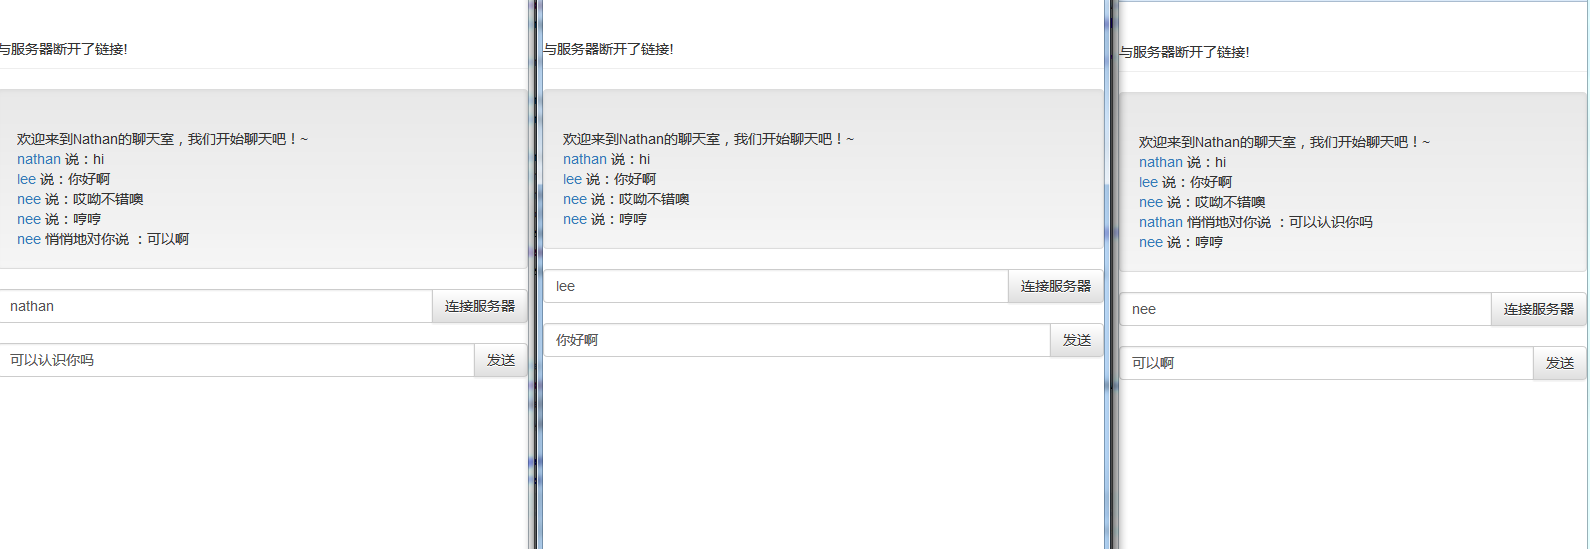 与服务器断开了链接!
欢迎来到Nathan的聊天室，我们开始聊天吧！~
nathan 说：hi
lee 说：你好啊
nee 说：哎呦不错噢
nee 说：哼哼
nee 悄悄地对你说 ：可以啊
nathan
连接服务器
可以认识你吗
发送
与服务器断开了链接!
欢迎来到Nathan的聊天室，我们开始聊天吧！~
nathan 说：hi
lee 说：你好啊
nee 说：哎呦不错噢
nee 说：哼哼
lee
连接服务器
你好啊
发送
与服务器断开了链接!
欢迎来到Nathan的聊天室，我们开始聊天吧！~
nathan 说：hi
lee 说：你好啊
nee 说：哎呦不错噢
nathan 悄悄地对你说 ：可以认识你吗
nee 说：哼哼
nee
连接服务器
可以啊
发送